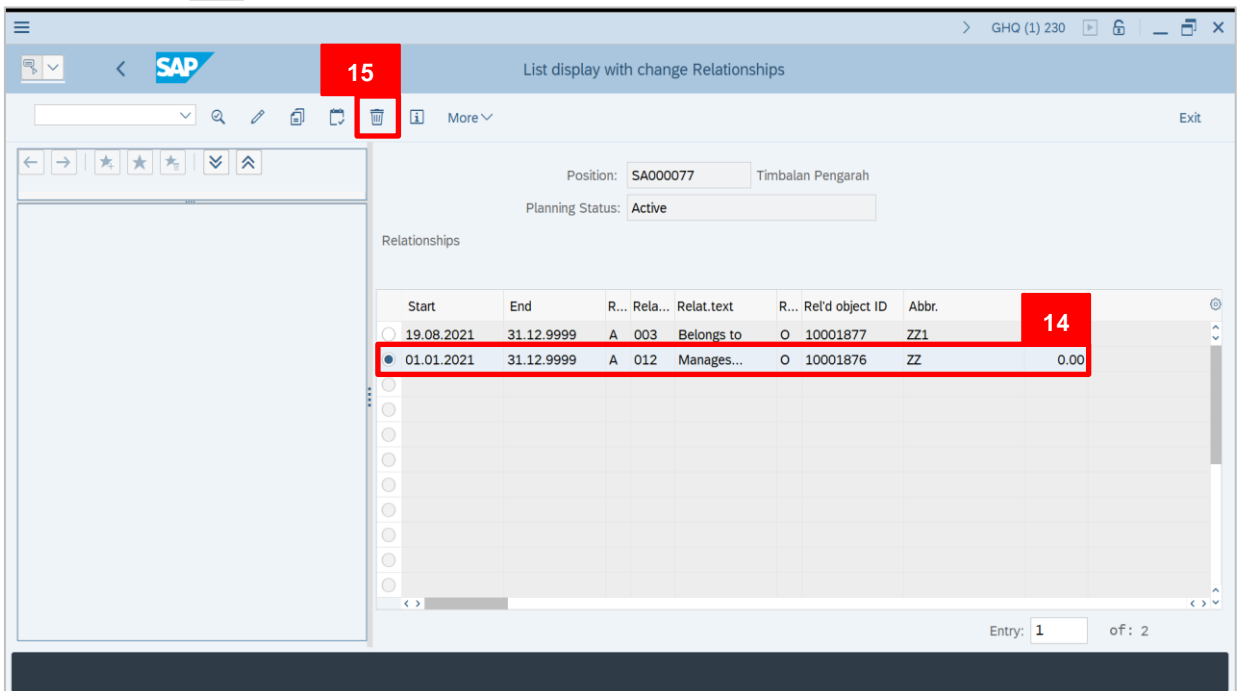 GHQ (1) 230
SAP
15
List display with change Relationships
More
Exit
Position: SA000077 Timbalan Pengarah
Planning Status: Active
Relationships
Start End R... Rela... Relat.text R... Rel'd object ID Abbr.
14
19.08.2021 31.12.9999 A 003 Belongs to O 10001877 ZZ1
01.01.2021 31.12.9999 A 012 Manages... O 10001876 ZZ 0.00
Entry: 1 of: 2